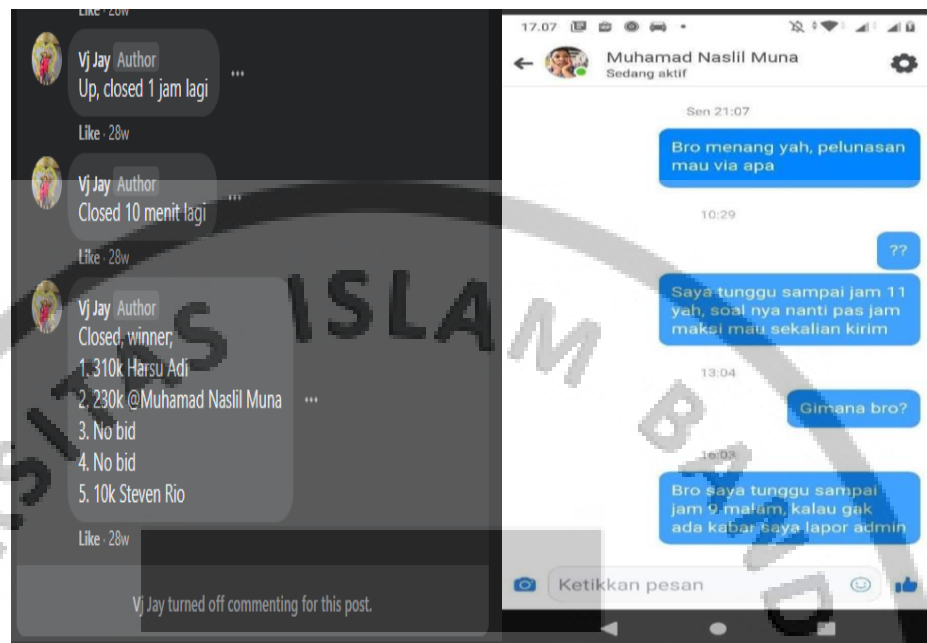 Like · 28w
Vj Jay Author
Up, closed 1 jam lagi
Like · 28w
Vj Jay Author
Closed 10 menit lagi
Like · 28w
Vj Jay Author
Closed, winner;
1. 310k Harsu Adi
2. 230k @Muhamad Naslil Muna
3. No bid
4. No bid
5. 10k Steven Rio
Like · 28w
Vj Jay turned off commenting for this post.
17.07
Muhamad Naslil Muna
Sedang aktif
Sen 21:07
Bro menang yah, pelunasan
mau via apa
10:29
??
Saya tunggu sampai jam 11
yah, soal nya nanti pas jam
maksi mau sekalian kirim
13:04
Gimana bro?
16:03
Bro saya tunggu sampai
jam 9 malam, kalau gak
ada kabar saya lapor admin
Ketikkan pesan
SITAS ISLAM BAND